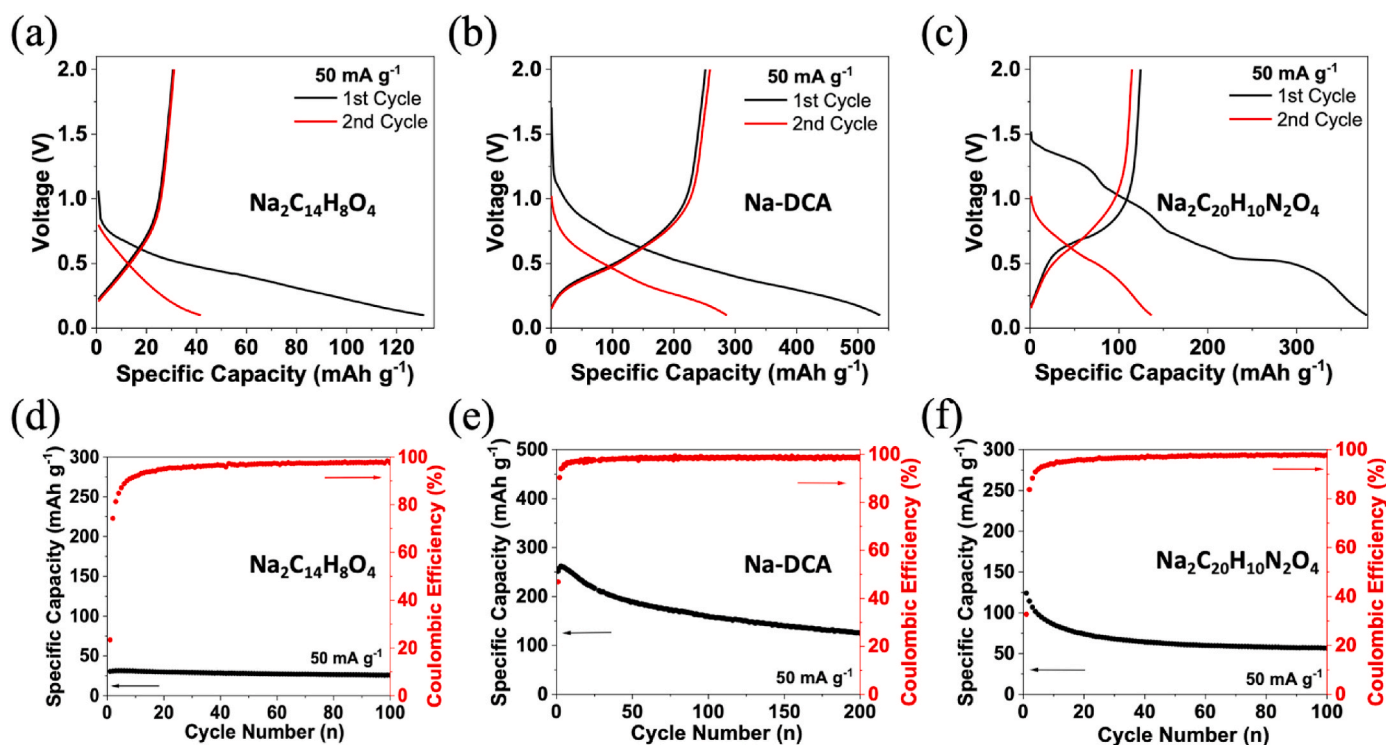 (a)
2.0
1.5
1.0
0.5
0.0
Voltage (V)
50 mA g⁻¹
1st Cycle
2nd Cycle
Na₂C₁₄H₈O₄
0 20 40 60 80 100 120
Specific Capacity (mAh g⁻¹)
(b)
2.0
1.5
1.0
0.5
0.0
Voltage (V)
50 mA g⁻¹
1st Cycle
2nd Cycle
Na-DCA
0 100 200 300 400 500
Specific Capacity (mAh g⁻¹)
(c)
2.0
1.5
1.0
0.5
0.0
Voltage (V)
50 mA g⁻¹
1st Cycle
2nd Cycle
Na₂C₂₀H₁₀N₂O₄
0 100 200 300
Specific Capacity (mAh g⁻¹)
(d)
300
275
250
225
200
175
150
125
100
75
50
25
0
Specific Capacity (mAh g⁻¹)
Na₂C₁₄H₈O₄
50 mA g⁻¹
100
80
60
40
20
0
Coulombic Efficiency (%)
0 20 40 60 80 100
Cycle Number (n)
(e)
500
400
300
200
100
0
Specific Capacity (mAh g⁻¹)
Na-DCA
50 mA g⁻¹
100
80
60
40
20
0
Coulombic Efficiency (%)
0 50 100 150 200
Cycle Number (n)
(f)
300
250
200
150
100
50
0
Specific Capacity (mAh g⁻¹)
Na₂C₂₀H₁₀N₂O₄
50 mA g⁻¹
100
80
60
40
20
0
Coulombic Efficiency (%)
0 20 40 60 80 100
Cycle Number (n)